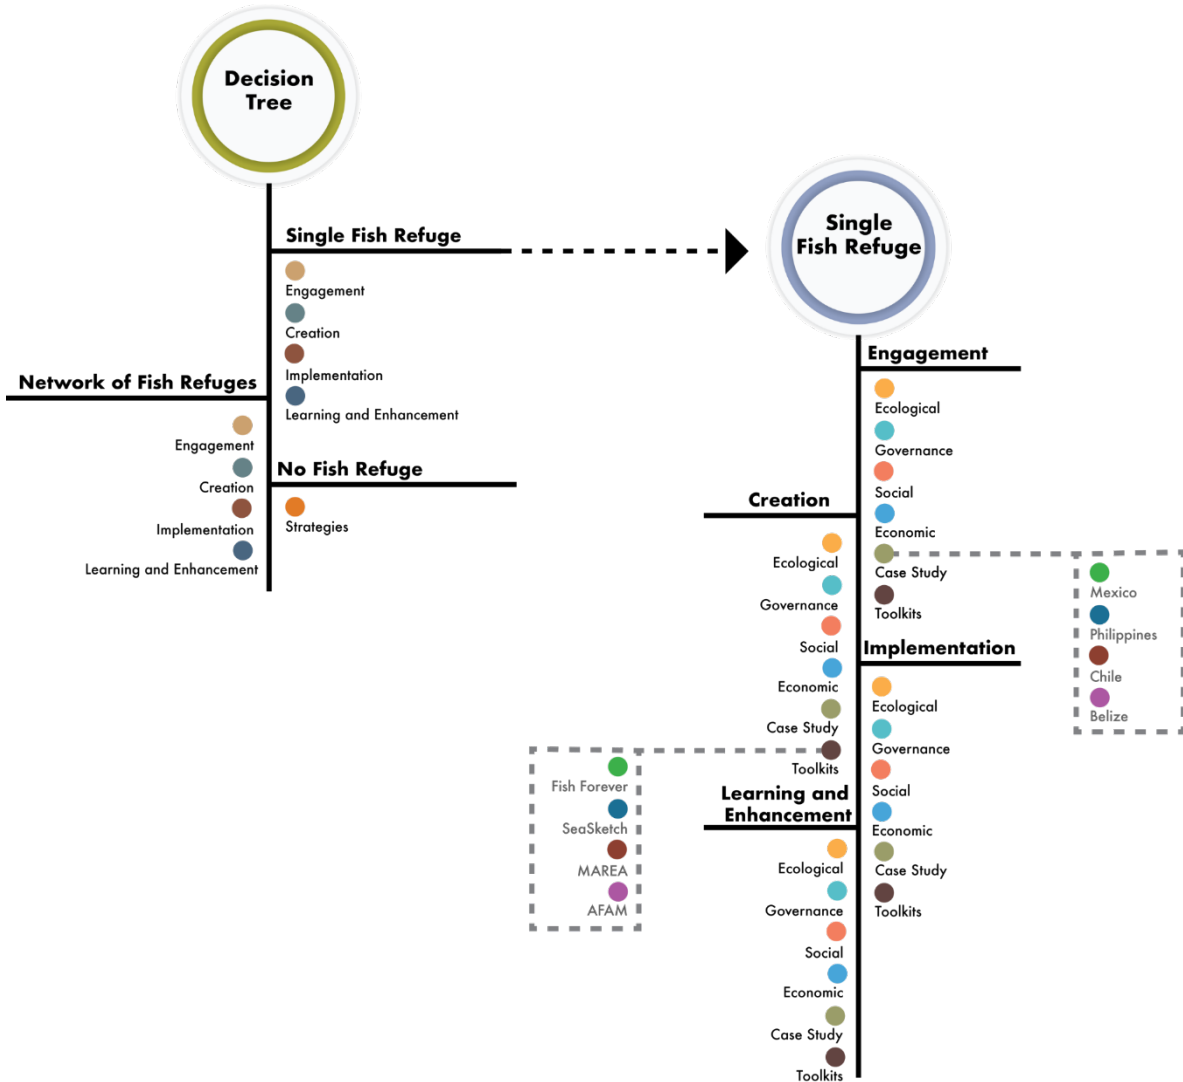 Decision
Tree
Single Fish Refuge
Engagement
Creation
Implementation
Learning and Enhancement
Network of Fish Refuges
Engagement
Creation
Implementation
Learning and Enhancement
No Fish Refuge
Strategies
Single
Fish Refuge
Engagement
Ecological
Governance
Social
Economic
Case Study
Toolkits
Mexico
Philippines
Chile
Belize
Creation
Ecological
Governance
Social
Economic
Case Study
Toolkits
Fish Forever
SeaSketch
MAREA
AFAM
Implementation
Ecological
Governance
Social
Economic
Case Study
Toolkits
Learning and
Enhancement
Ecological
Governance
Social
Economic
Case Study
Toolkits